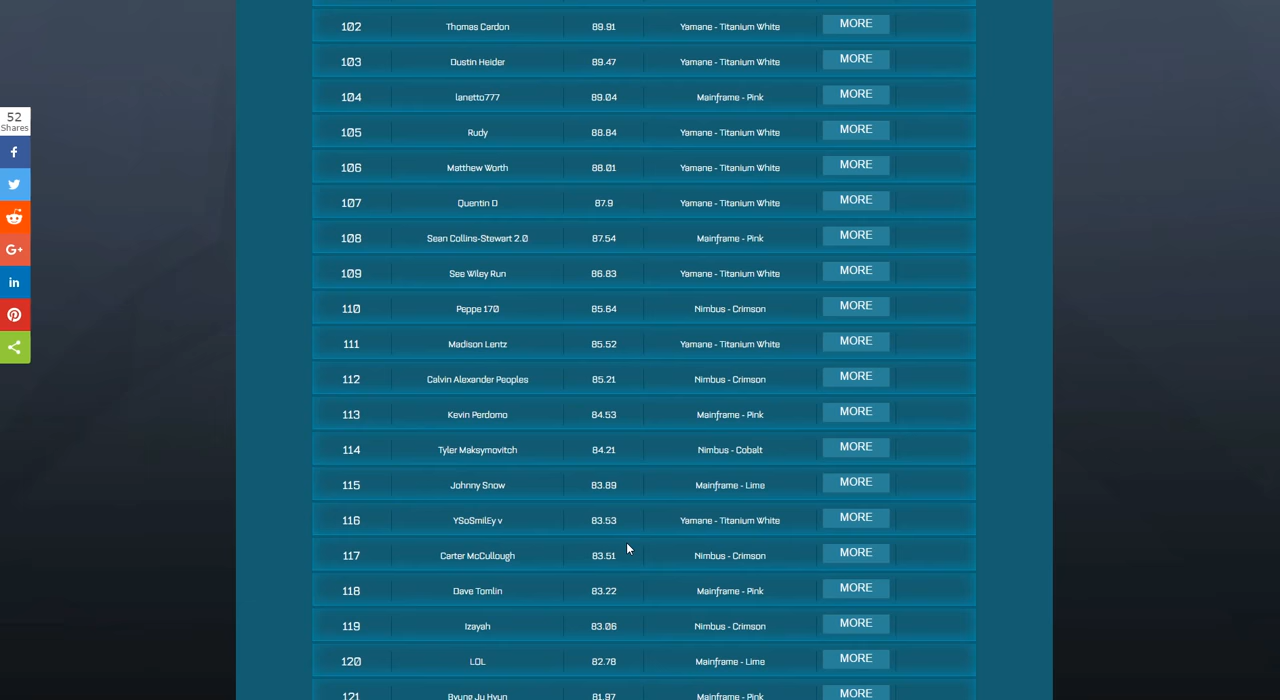 102 Thomas Cardon 89.91 Yamane - Titanium White MORE
103 Dustin Heider 89.47 Yamane - Titanium White MORE
104 lanetto777 89.04 Mainframe - Pink MORE
52
Shares
105 Rudy 88.84 Yamane - Titanium White MORE
106 Matthew Worth 88.01 Yamane - Titanium White MORE
107 Quentin D 87.9 Yamane - Titanium White MORE
108 Sean Collins-Stewart 2.0 87.54 Mainframe - Pink MORE
G+
109 See Wiley Run 86.83 Yamane - Titanium White MORE
in
110 Peppe 170 85.64 Nimbus - Crimson MORE
111 Madison Lentz 85.52 Yamane - Titanium White MORE
112 Calvin Alexander Peoples 85.21 Nimbus - Crimson MORE
113 Kevin Perdomo 84.53 Mainframe - Pink MORE
114 Tyler Maksymovitch 84.21 Nimbus - Cobalt MORE
115 Johnny Snow 83.89 Mainframe - Lime MORE
116 YSoSmilEy v 83.53 Yamane - Titanium White MORE
117 Carter McCullough 83.51 Nimbus - Crimson MORE
118 Dave Tomlin 83.22 Mainframe - Pink MORE
119 Izayah 83.06 Nimbus - Crimson MORE
120 LOL 82.78 Mainframe - Lime MORE
121 Byung Ju Hyun 81.97 Mainframe - Pink MORE